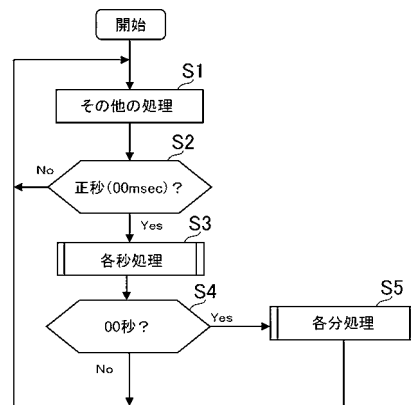 開始
S1
その他の処理
S2
No
正秒(00msec)?
Yes
S3
各秒処理
S4
00秒?
Yes
S5
各分処理
No